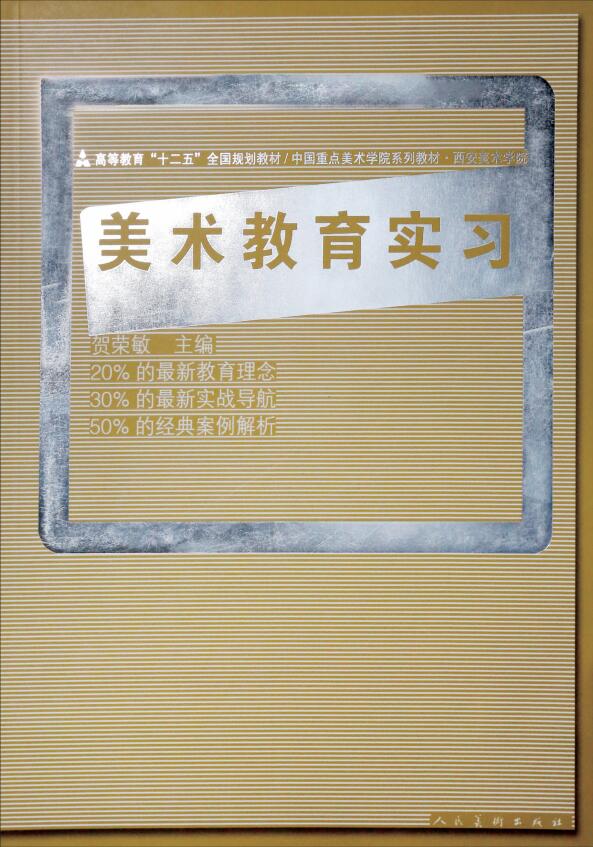 高等教育“十二五”全国规划教材/中国重点美术学院系列教材·西安美术学院
美术教育实习
贺荣敏 主编
20% 的最新教育理念
30% 的最新实战导航
50% 的经典案例解析
人民美術出版社